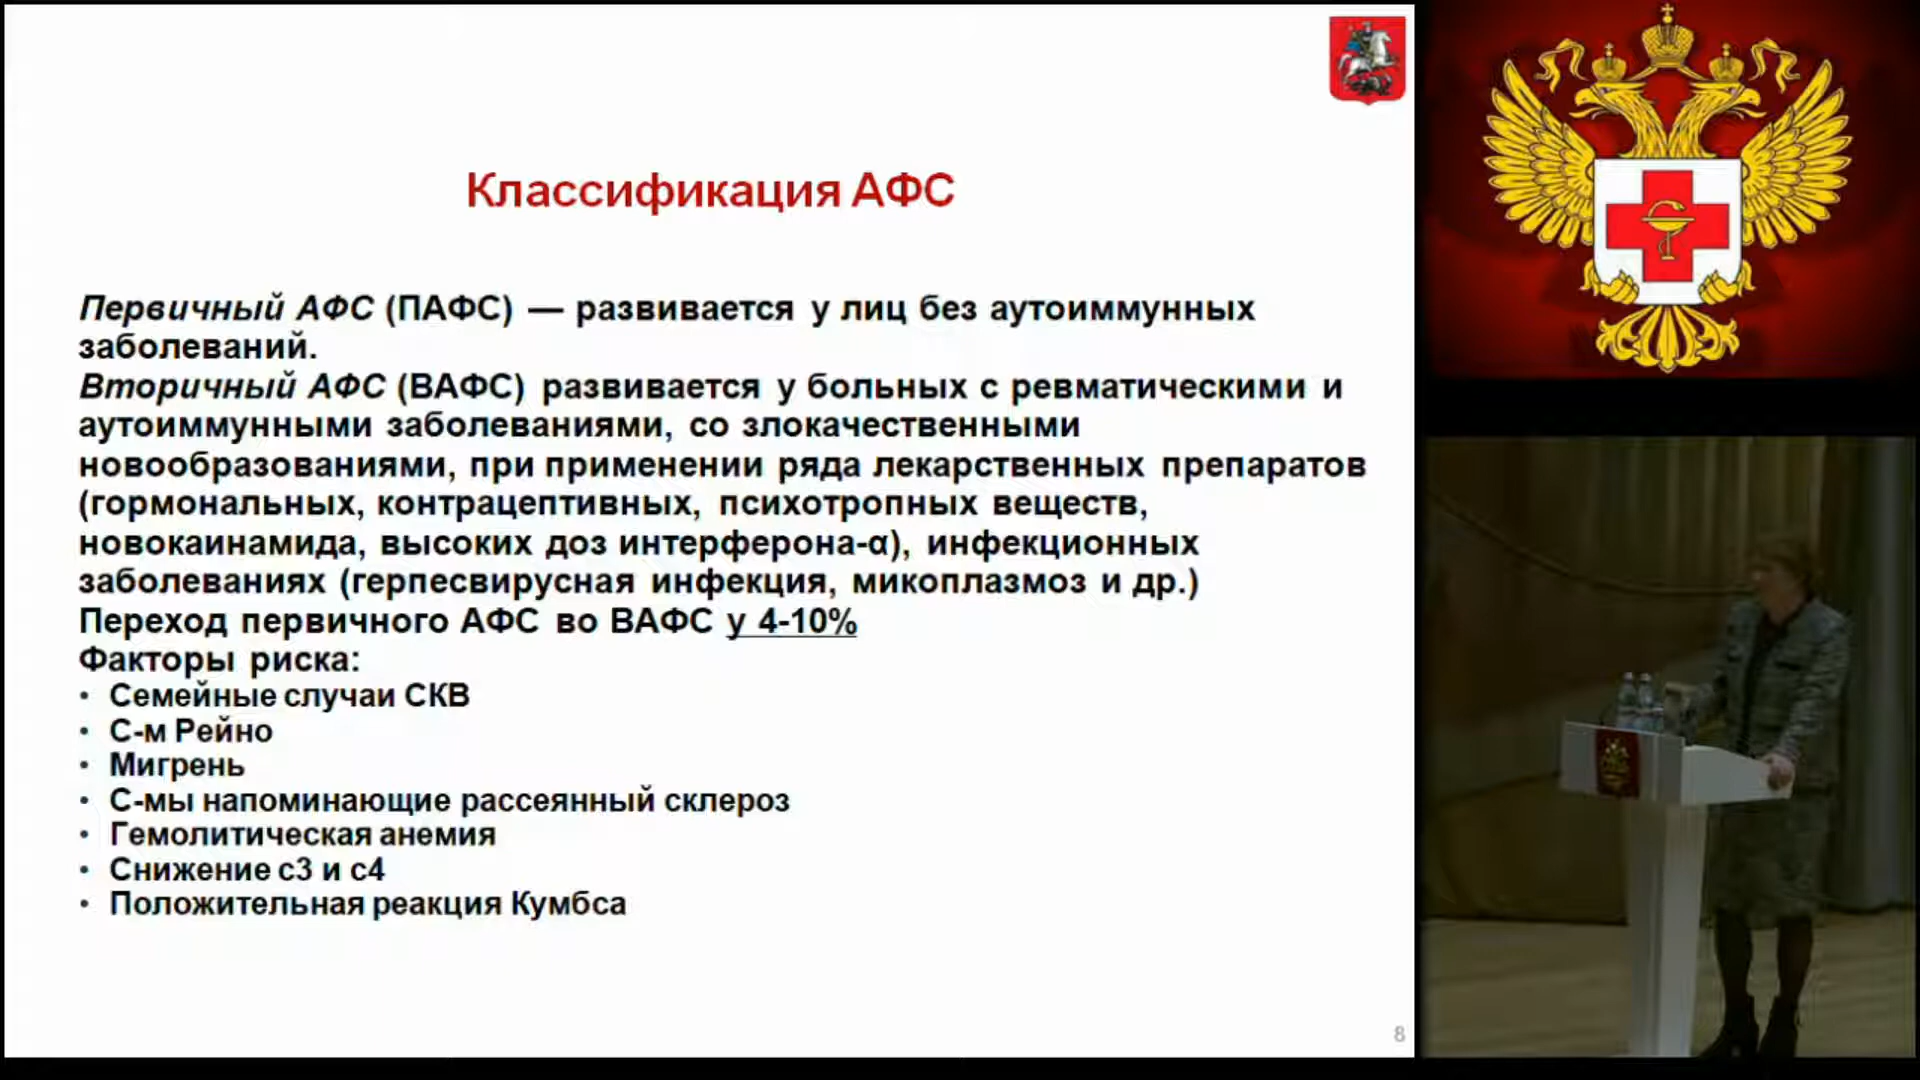 Классификация АФС
Первичный АФС (ПАФС) — развивается у лиц без аутоиммунных
заболеваний.
Вторичный АФС (ВАФС) развивается у больных с ревматическими и
аутоиммунными заболеваниями, со злокачественными
новообразованиями, при применении ряда лекарственных препаратов
(гормональных, контрацептивных, психотропных веществ,
новокаинамида, высоких доз интерферона-α), инфекционных
заболеваниях (герпесвирусная инфекция, микоплазмоз и др.)
Переход первичного АФС во ВАФС у 4-10%
Факторы риска:
• Семейные случаи СКВ
• С-м Рейно
• Мигрень
• С-мы напоминающие рассеянный склероз
• Гемолитическая анемия
• Снижение с3 и с4
• Положительная реакция Кумбса
8